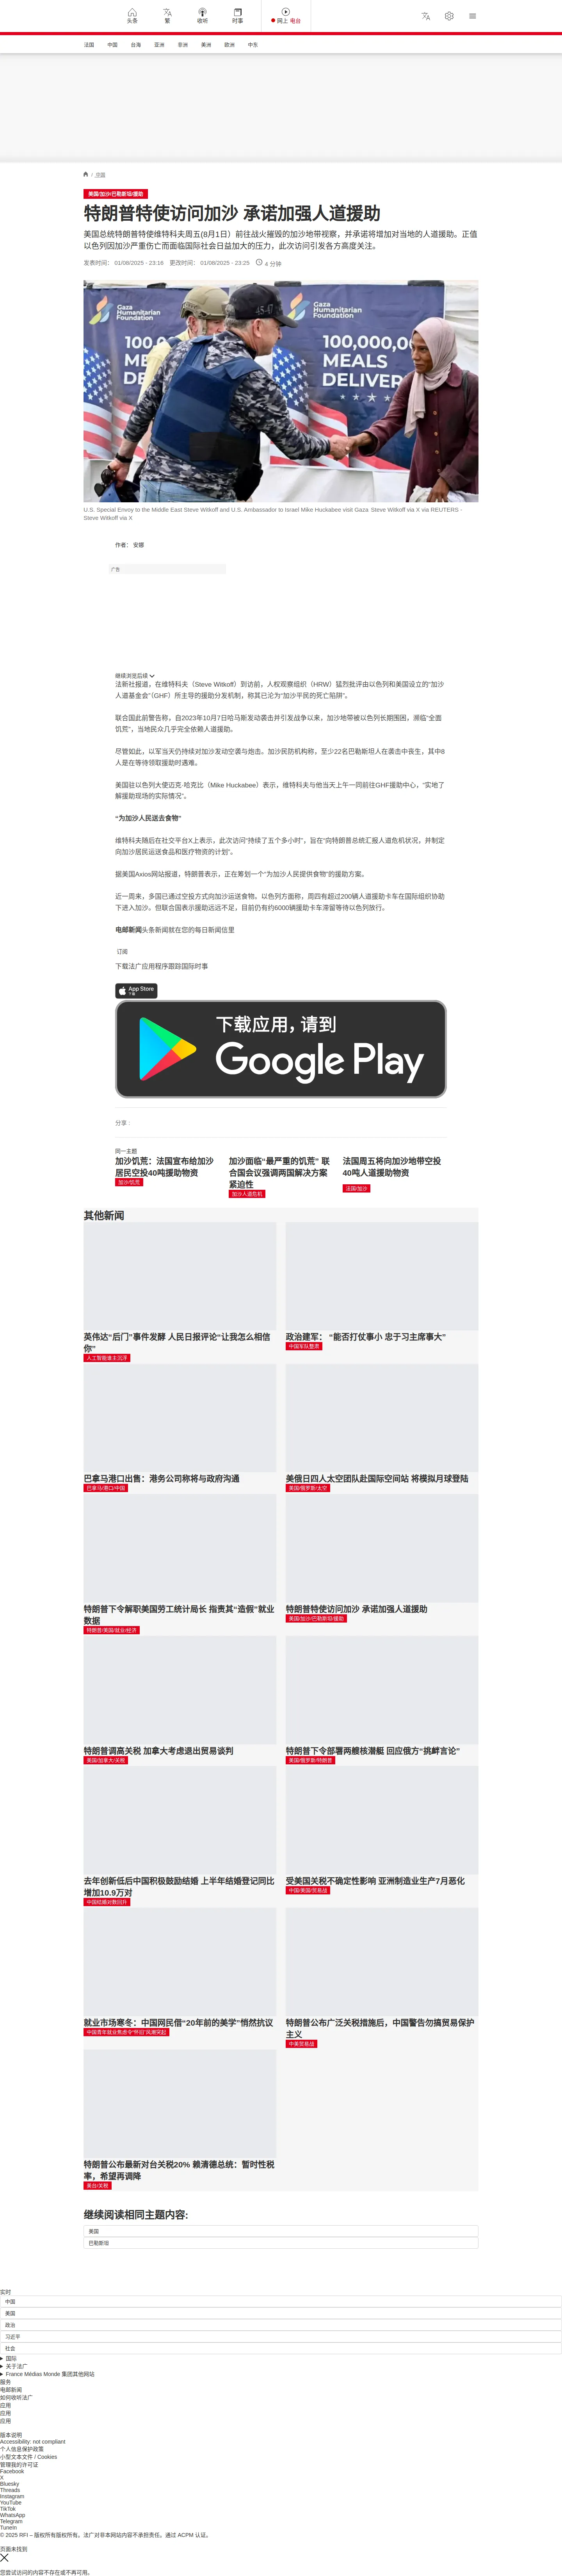 头条
繁
收听
时事
网上 电台
法国
中国
台海
亚洲
非洲
美洲
欧洲
中东
/ 中国
美国/加沙/巴勒斯坦/援助
特朗普特使访问加沙 承诺加强人道援助
美国总统特朗普特使维特科夫周五(8月1日）前往战火摧毁的加沙地带视察，并承诺将增加对当地的人道援助。正值
以色列因加沙严重伤亡而面临国际社会日益加大的压力，此次访问引发各方高度关注。
发表时间： 01/08/2025 - 23:16 更改时间： 01/08/2025 - 23:25 4 分钟
Gaza
Humanitarian
Foundation
Gaza
Humanitarian
Foundation
45-47
100,000,000
MEALS
DELIVER
100,00
MEA
DELIV
U.S. Special Envoy to the Middle East Steve Witkoff and U.S. Ambassador to Israel Mike Huckabee visit Gaza Steve Witkoff via X via REUTERS -
Steve Witkoff via X
作者： 安娜
广告
继续浏览后续
法新社报道，在维特科夫（Steve Witkoff）到访前，人权观察组织（HRW）猛烈批评由以色列和美国设立的“加沙
人道基金会”（GHF）所主导的援助分发机制，称其已沦为“加沙平民的死亡陷阱”。
联合国此前警告称，自2023年10月7日哈马斯发动袭击并引发战争以来，加沙地带被以色列长期围困，濒临“全面
饥荒”，当地民众几乎完全依赖人道援助。
尽管如此，以军当天仍持续对加沙发动空袭与炮击。加沙民防机构称，至少22名巴勒斯坦人在袭击中丧生，其中8
人是在等待领取援助时遇难。
美国驻以色列大使迈克·哈克比（Mike Huckabee）表示，维特科夫与他当天上午一同前往GHF援助中心，“实地了
解援助现场的实际情况”。
“为加沙人民送去食物”
维特科夫随后在社交平台X上表示，此次访问“持续了五个多小时”，旨在“向特朗普总统汇报人道危机状况，并制定
向加沙居民运送食品和医疗物资的计划”。
据美国Axios网站报道，特朗普表示，正在筹划一个“为加沙人民提供食物”的援助方案。
近一周来，多国已通过空投方式向加沙运送食物。以色列方面称，周四有超过200辆人道援助卡车在国际组织协助
下进入加沙。但联合国表示援助远远不足，目前仍有约6000辆援助卡车滞留等待以色列放行。
电邮新闻头条新闻就在您的每日新闻信里
订阅
下载法广应用程序跟踪国际时事
App Store
下载
下载应用，请到
Google Play
分享 :
同一主题
加沙饥荒：法国宣布给加沙
居民空投40吨援助物资
加沙/饥荒
加沙面临“最严重的饥荒” 联
合国会议强调两国解决方案
紧迫性
加沙人道危机
法国周五将向加沙地带空投
40吨人道援助物资
法国/加沙
其他新闻
英伟达“后门”事件发酵 人民日报评论“让我怎么相信
你”
人工智能谁主沉浮
政治建军： “能否打仗事小 忠于习主席事大”
中国军队整肃
巴拿马港口出售：港务公司称将与政府沟通
巴拿马/港口/中国
美俄日四人太空团队赴国际空间站 将模拟月球登陆
美国/俄罗斯/太空
特朗普下令解职美国劳工统计局长 指责其“造假”就业
数据
特朗普/美国/就业/经济
特朗普特使访问加沙 承诺加强人道援助
美国/加沙/巴勒斯坦/援助
特朗普调高关税 加拿大考虑退出贸易谈判
美国/加拿大/关税
特朗普下令部署两艘核潜艇 回应俄方“挑衅言论”
美国/俄罗斯/特朗普
去年创新低后中国积极鼓励结婚 上半年结婚登记同比
增加10.9万对
中国结婚对数回升
受美国关税不确定性影响 亚洲制造业生产7月恶化
中国/美国/贸易战
就业市场寒冬：中国网民借“20年前的美学”悄然抗议
中国青年就业焦虑令“怀旧”风潮突起
特朗普公布广泛关税措施后，中国警告勿搞贸易保护
主义
中美贸易战
特朗普公布最新对台关税20% 赖清德总统：暂时性税
率，希望再调降
美台/关税
继续阅读相同主题内容:
美国
巴勒斯坦
实时
中国
美国
政治
习近平
社会
国际
关于法广
France Médias Monde 集团其他网站
服务
电邮新闻
如何收听法广
应用
应用
应用
版本说明
Accessibility: not compliant
个人信息保护政策
小型文本文件 / Cookies
管理我的许可证
Facebook
X
Bluesky
Threads
Instagram
YouTube
TikTok
WhatsApp
Telegram
TuneIn
© 2025 RFI – 版权所有版权所有。法广对非本网站内容不承担责任。通过 ACPM 认证。
页面未找到
您尝试访问的内容不存在或不再可用。